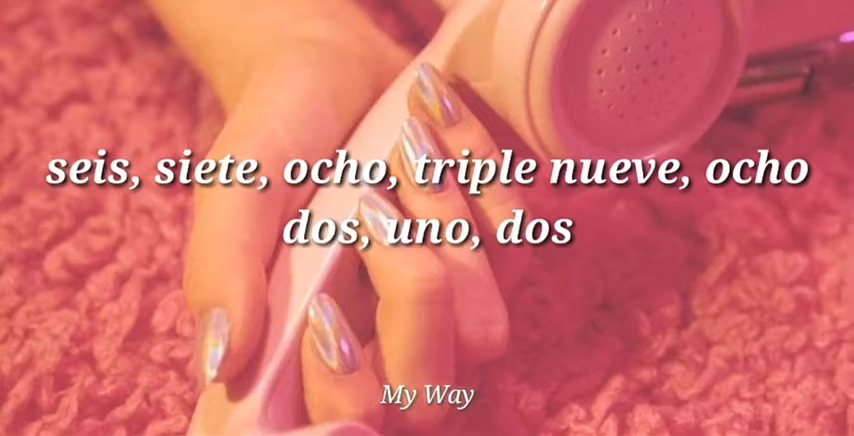 seis, siete, ocho, triple nueve, ocho
dos, uno, dos
My Way